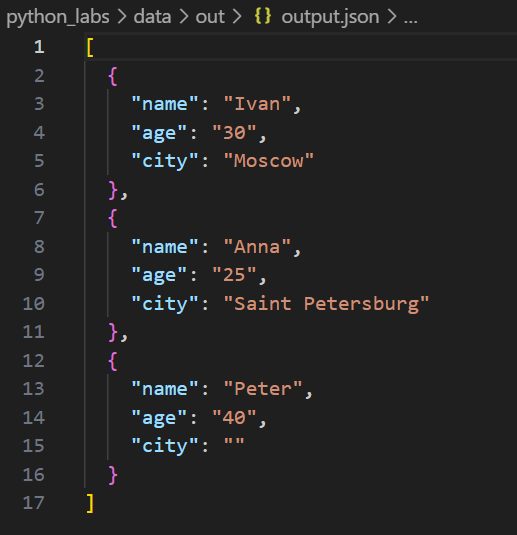 python_labs > data > out > {} output.json > ...
1 [
2   {
3     "name": "Ivan",
4     "age": "30",
5     "city": "Moscow"
6   },
7   {
8     "name": "Anna",
9     "age": "25",
10     "city": "Saint Petersburg"
11   },
12   {
13     "name": "Peter",
14     "age": "40",
15     "city": ""
16   }
17 ]